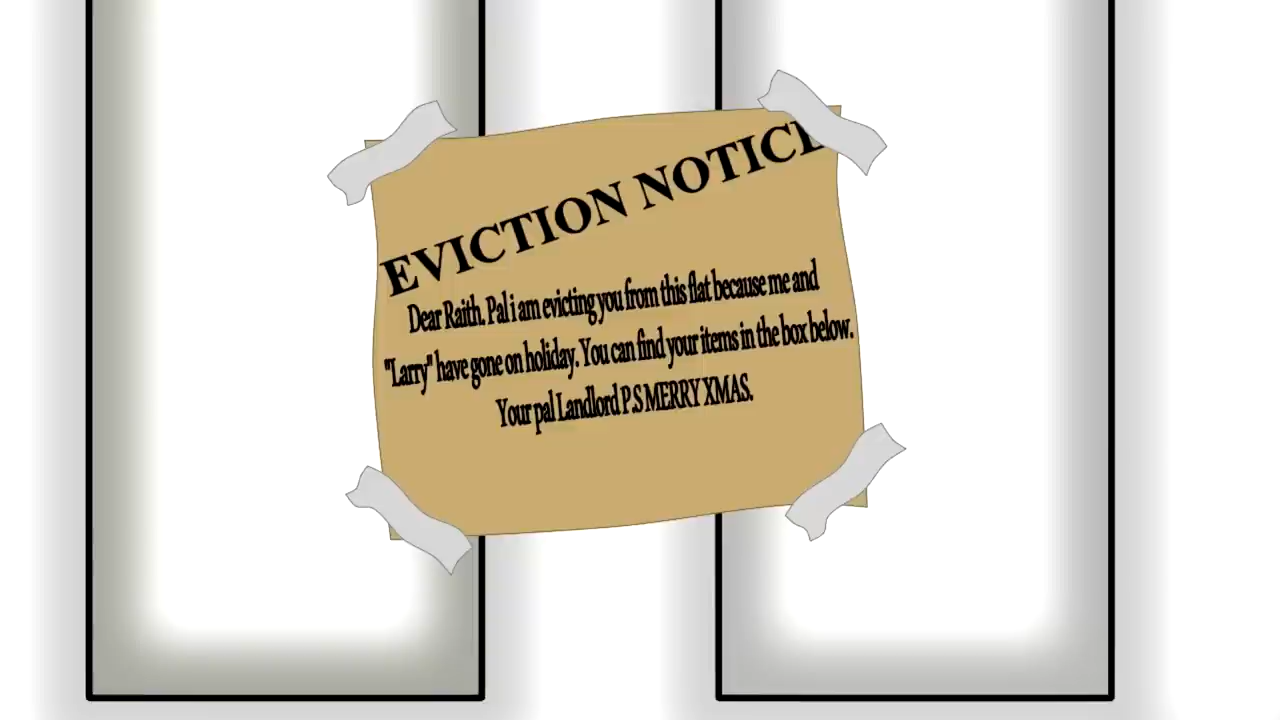 EVICTION NOTICE
Dear Raith. Pal i am evicting you from this flat because me and
"Larry" have gone on holiday. You can find your items in the box below.
Your pal Landlord P.S MERRY XMAS.